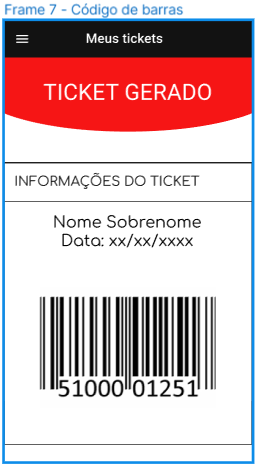 Frame 7 - Código de barras
Meus tickets
TICKET GERADO
INFORMAÇÕES DO TICKET
Nome Sobrenome
Data: xx/xx/xxxx
51000 01251